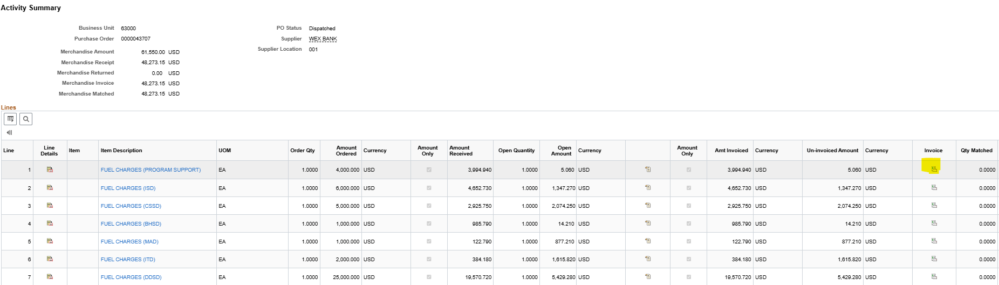 Activity Summary
Business Unit 63000 PO Status Dispatched
Purchase Order 0000043707 Supplier WEX BANK
Merchandise Amount 61,550.00 USD Supplier Location 001
Merchandise Receipt 48,273.15 USD
Merchandise Returned 0.00 USD
Merchandise Invoice 48,273.15 USD
Merchandise Matched 48,273.15 USD
Lines
Line Line Details Item Item Description UOM Order Qty Amount Ordered Currency Amount Only Amount Received Open Quantity Open Amount Currency Amount Only Amt Invoiced Currency Un-invoiced Amount Currency Invoice Qty Matched
1 FUEL CHARGES (PROGRAM SUPPORT) EA 1.0000 4,000.000 USD 3,994.940 1.0000 5.060 USD 3,994.940 USD 5.060 USD 0.0000
2 FUEL CHARGES (ISD) EA 1.0000 6,000.000 USD 4,652.730 1.0000 1,347.270 USD 4,652.730 USD 1,347.270 USD 0.0000
3 FUEL CHARGES (CSSD) EA 1.0000 5,000.000 USD 2,925.750 1.0000 2,074.250 USD 2,925.750 USD 2,074.250 USD 0.0000
4 FUEL CHARGES (BHSD) EA 1.0000 1,000.000 USD 985.790 1.0000 14.210 USD 985.790 USD 14.210 USD 0.0000
5 FUEL CHARGES (MAD) EA 1.0000 1,000.000 USD 122.790 1.0000 877.210 USD 122.790 USD 877.210 USD 0.0000
6 FUEL CHARGES (ITD) EA 1.0000 2,000.000 USD 384.180 1.0000 1,615.820 USD 384.180 USD 1,615.820 USD 0.0000
7 FUEL CHARGES (DDSD) EA 1.0000 25,000.000 USD 19,570.720 1.0000 5,429.280 USD 19,570.720 USD 5,429.280 USD 0.0000